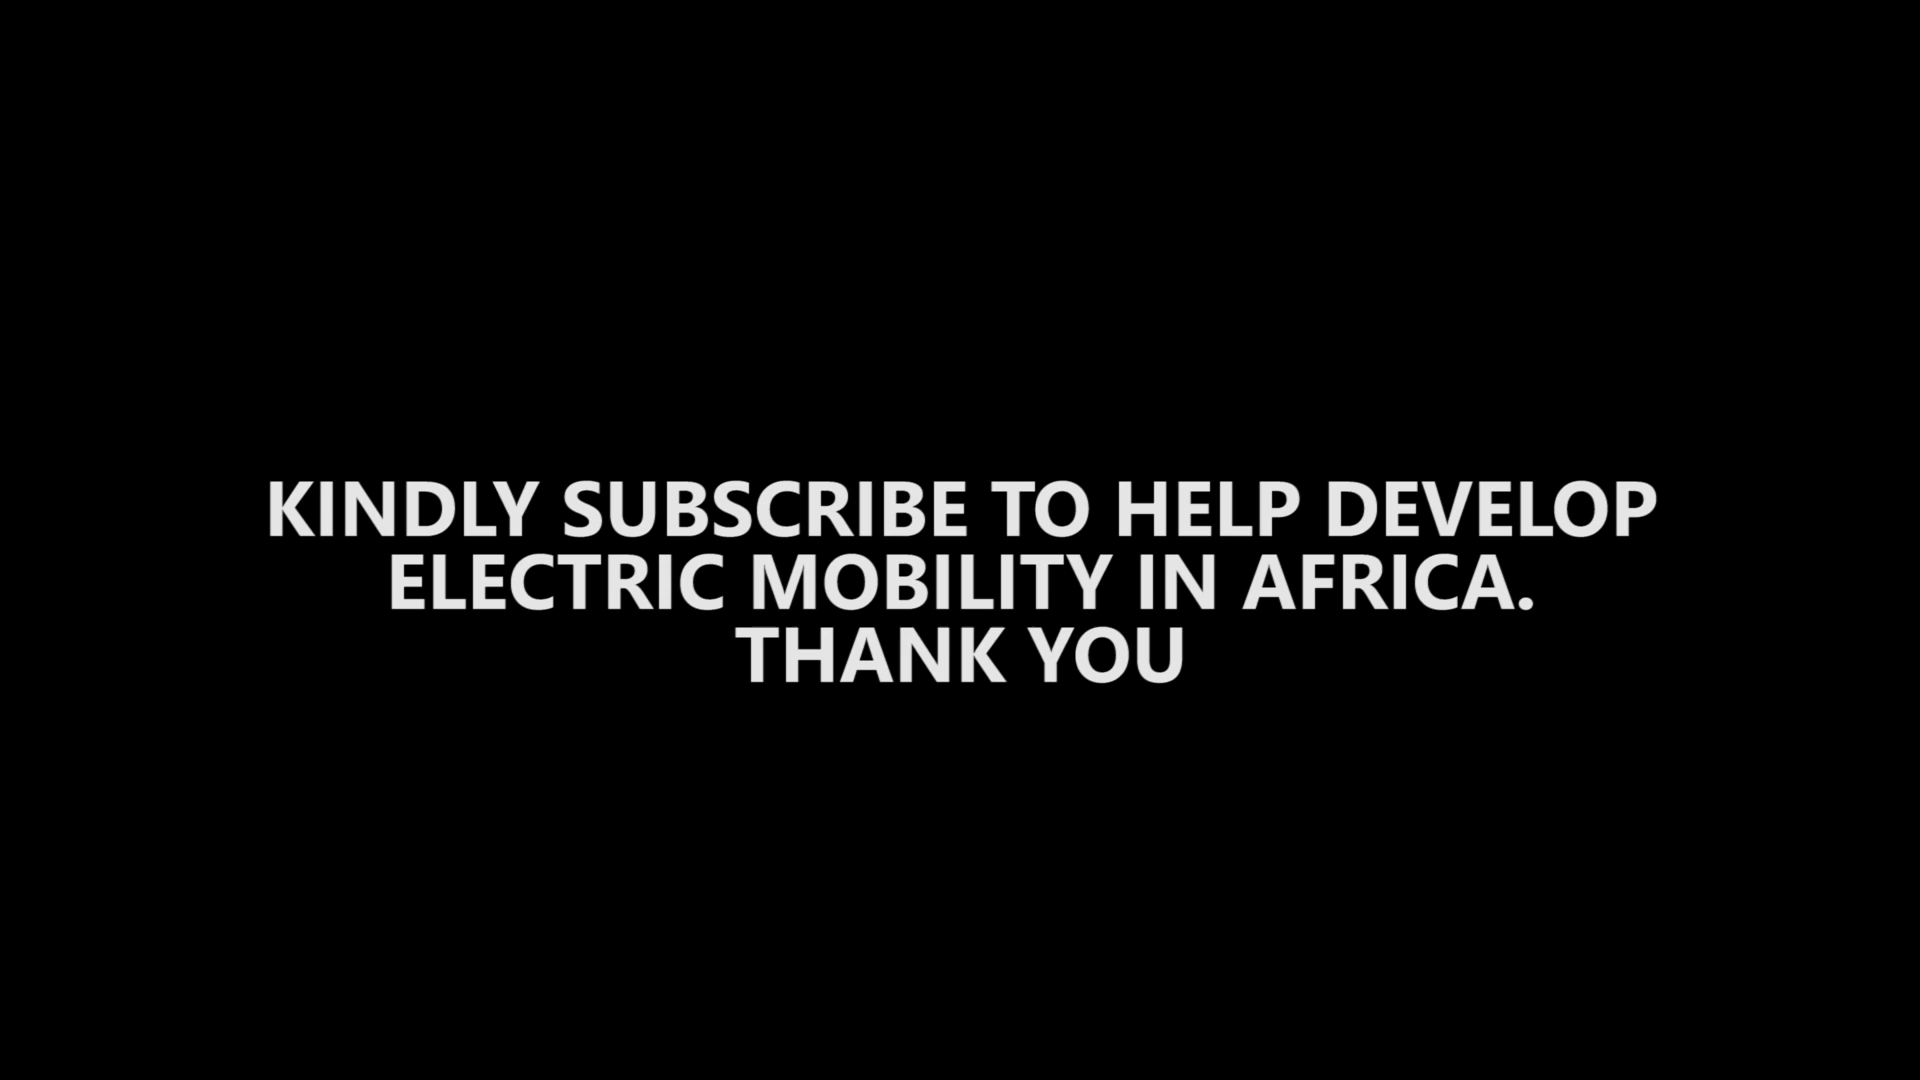 KINDLY SUBSCRIBE TO HELP DEVELOP
ELECTRIC MOBILITY IN AFRICA.
THANK YOU